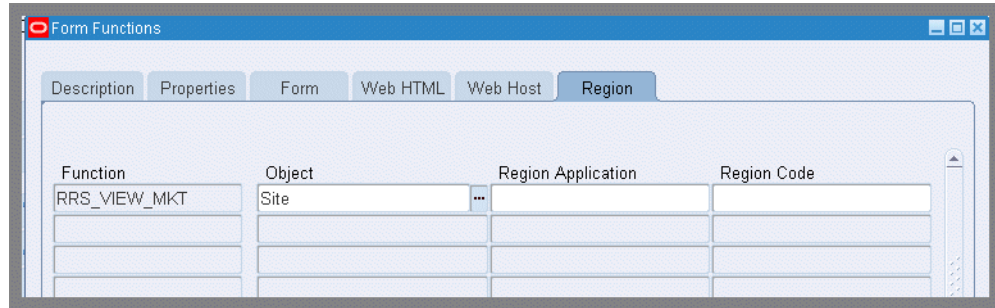 Form Functions
Description Properties Form Web HTML Web Host Region
Function Object Region Application Region Code
RRS_VIEW_MKT Site ...